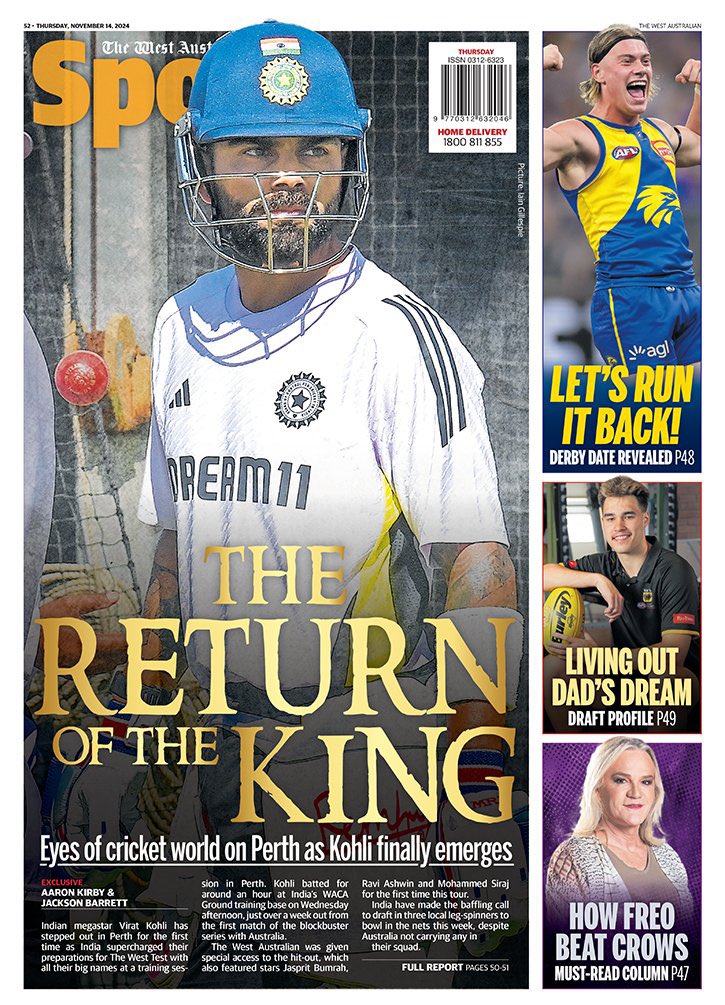 52 • THURSDAY, NOVEMBER 14, 2024
THE WEST AUSTRALIAN
The West Aust
Spo
THURSDAY
ISSN 0312-6323
9 770312 632046
HOME DELIVERY
1800 811 855
Picture: Iain Gillespie
DREAM11
THE
RETURN
OF THE KING
Eyes of cricket world on Perth as Kohli finally emerges
EXCLUSIVE
AARON KIRBY &
JACKSON BARRETT
Indian megastar Virat Kohli has
stepped out in Perth for the first
time as India supercharged their
preparations for The West Test with
all their big names at a training ses-
sion in Perth. Kohli batted for
around an hour at India's WACA
Ground training base on Wednesday
afternoon, just over a week out from
the first match of the blockbuster
series with Australia.
The West Australian was given
special access to the hit-out, which
also featured stars Jasprit Bumrah,
Ravi Ashwin and Mohammed Siraj
for the first time this tour.
India have made the baffling call
to draft in three local leg-spinners to
bowl in the nets this week, despite
Australia not carrying any in
their squad.
FULL REPORT PAGES 50-51
AFL
agl
LET'S RUN
IT BACK!
DERBY DATE REVEALED P48
Burley
LIVING OUT
DAD'S DREAM
DRAFT PROFILE P49
HOW FREO
BEAT CROWS
MUST-READ COLUMN P47